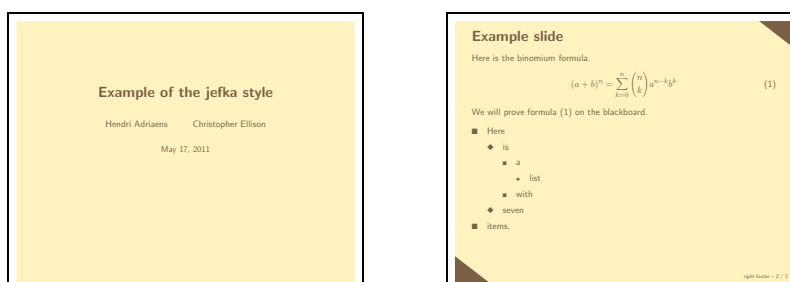 Example of the jefka style
Hendri Adriaens Christopher Ellison
May 17, 2011
Example slide
Here is the binomium formula.
(a + b)^n = \sum_{k=0}^{n} \binom{n}{k} a^{n-k} b^k (1)
We will prove formula (1) on the blackboard.
■ Here
◆ is
■ a
• list
■ with
◆ seven
■ items.
right footer – 2 / 2